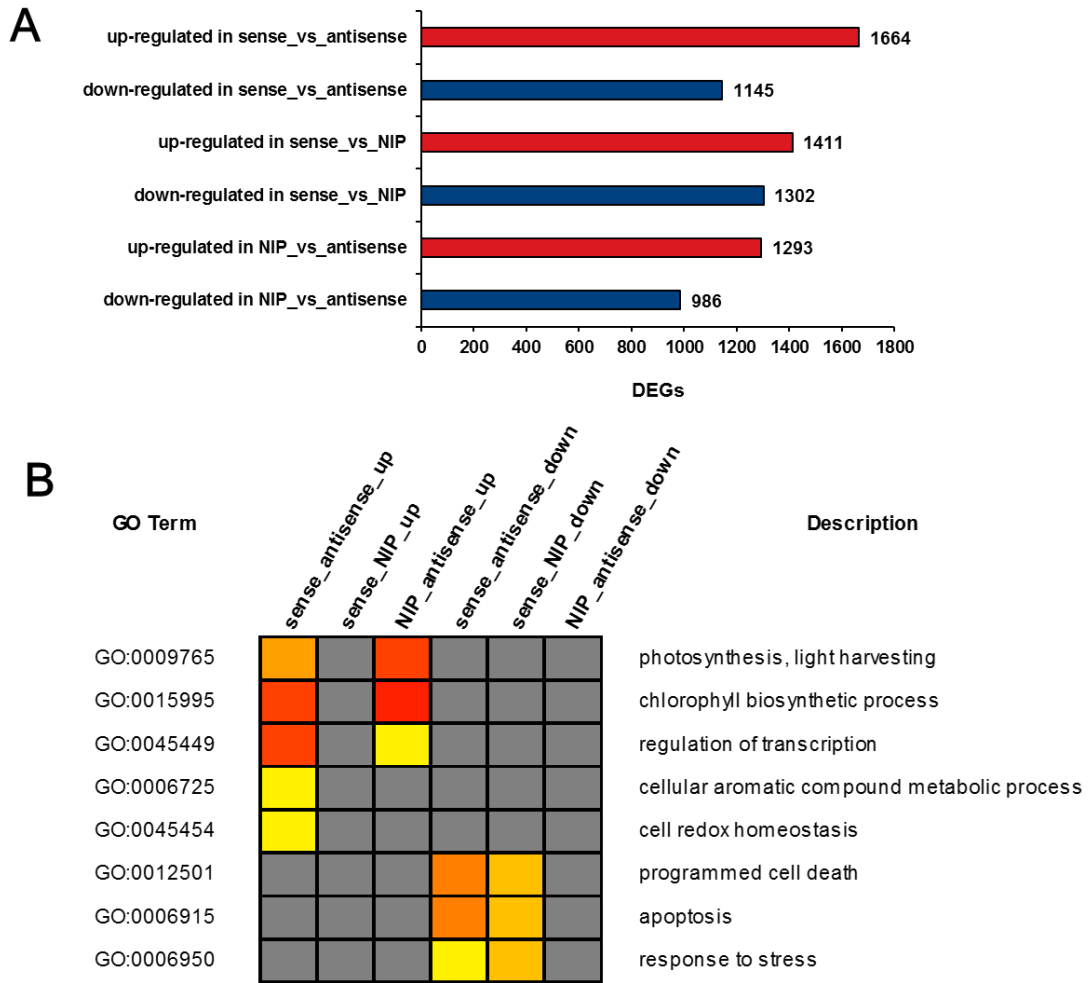 A
up-regulated in sense_vs_antisense 1664
down-regulated in sense_vs_antisense 1145
up-regulated in sense_vs_NIP 1411
down-regulated in sense_vs_NIP 1302
up-regulated in NIP_vs_antisense 1293
down-regulated in NIP_vs_antisense 986
0 200 400 600 800 1000 1200 1400 1600 1800
DEGs
B
GO Term
sense_antisense_up
sense_NIP_up
NIP_antisense_up
sense_antisense_down
sense_NIP_down
NIP_antisense_down
Description
GO:0009765 photosynthesis, light harvesting
GO:0015995 chlorophyll biosynthetic process
GO:0045449 regulation of transcription
GO:0006725 cellular aromatic compound metabolic process
GO:0045454 cell redox homeostasis
GO:0012501 programmed cell death
GO:0006915 apoptosis
GO:0006950 response to stress